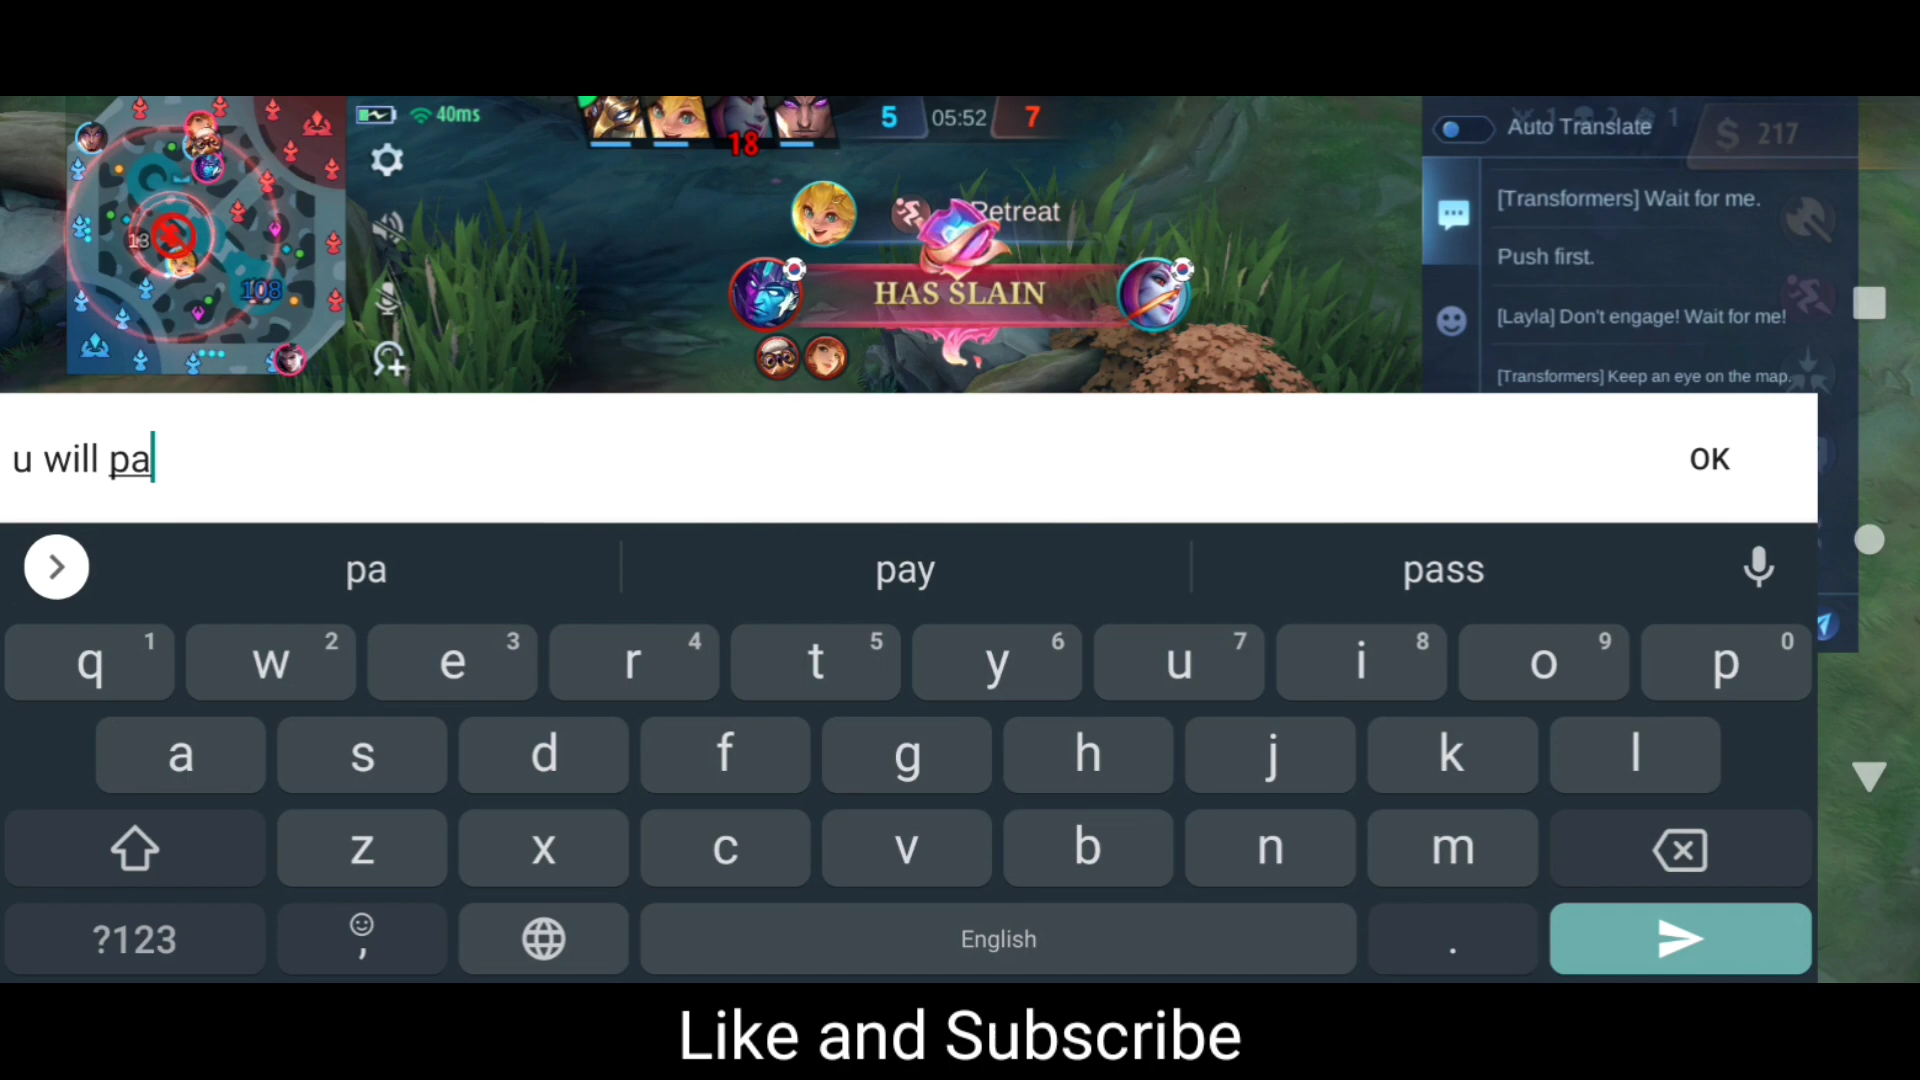 40ms
5 05:52 7
18
Auto Translate
$ 217
[Transformers] Wait for me.
Retreat
13
Push first.
108
HAS SLAIN
[Layla] Don't engage! Wait for me!
[Transformers] Keep an eye on the map.
u will pa
OK
pa pay pass
q 1 w 2 e 3 r 4 t 5 y 6 u 7 i 8 o 9 p 0
a s d f g h j k l
z x c v b n m
?123 , English .
Like and Subscribe